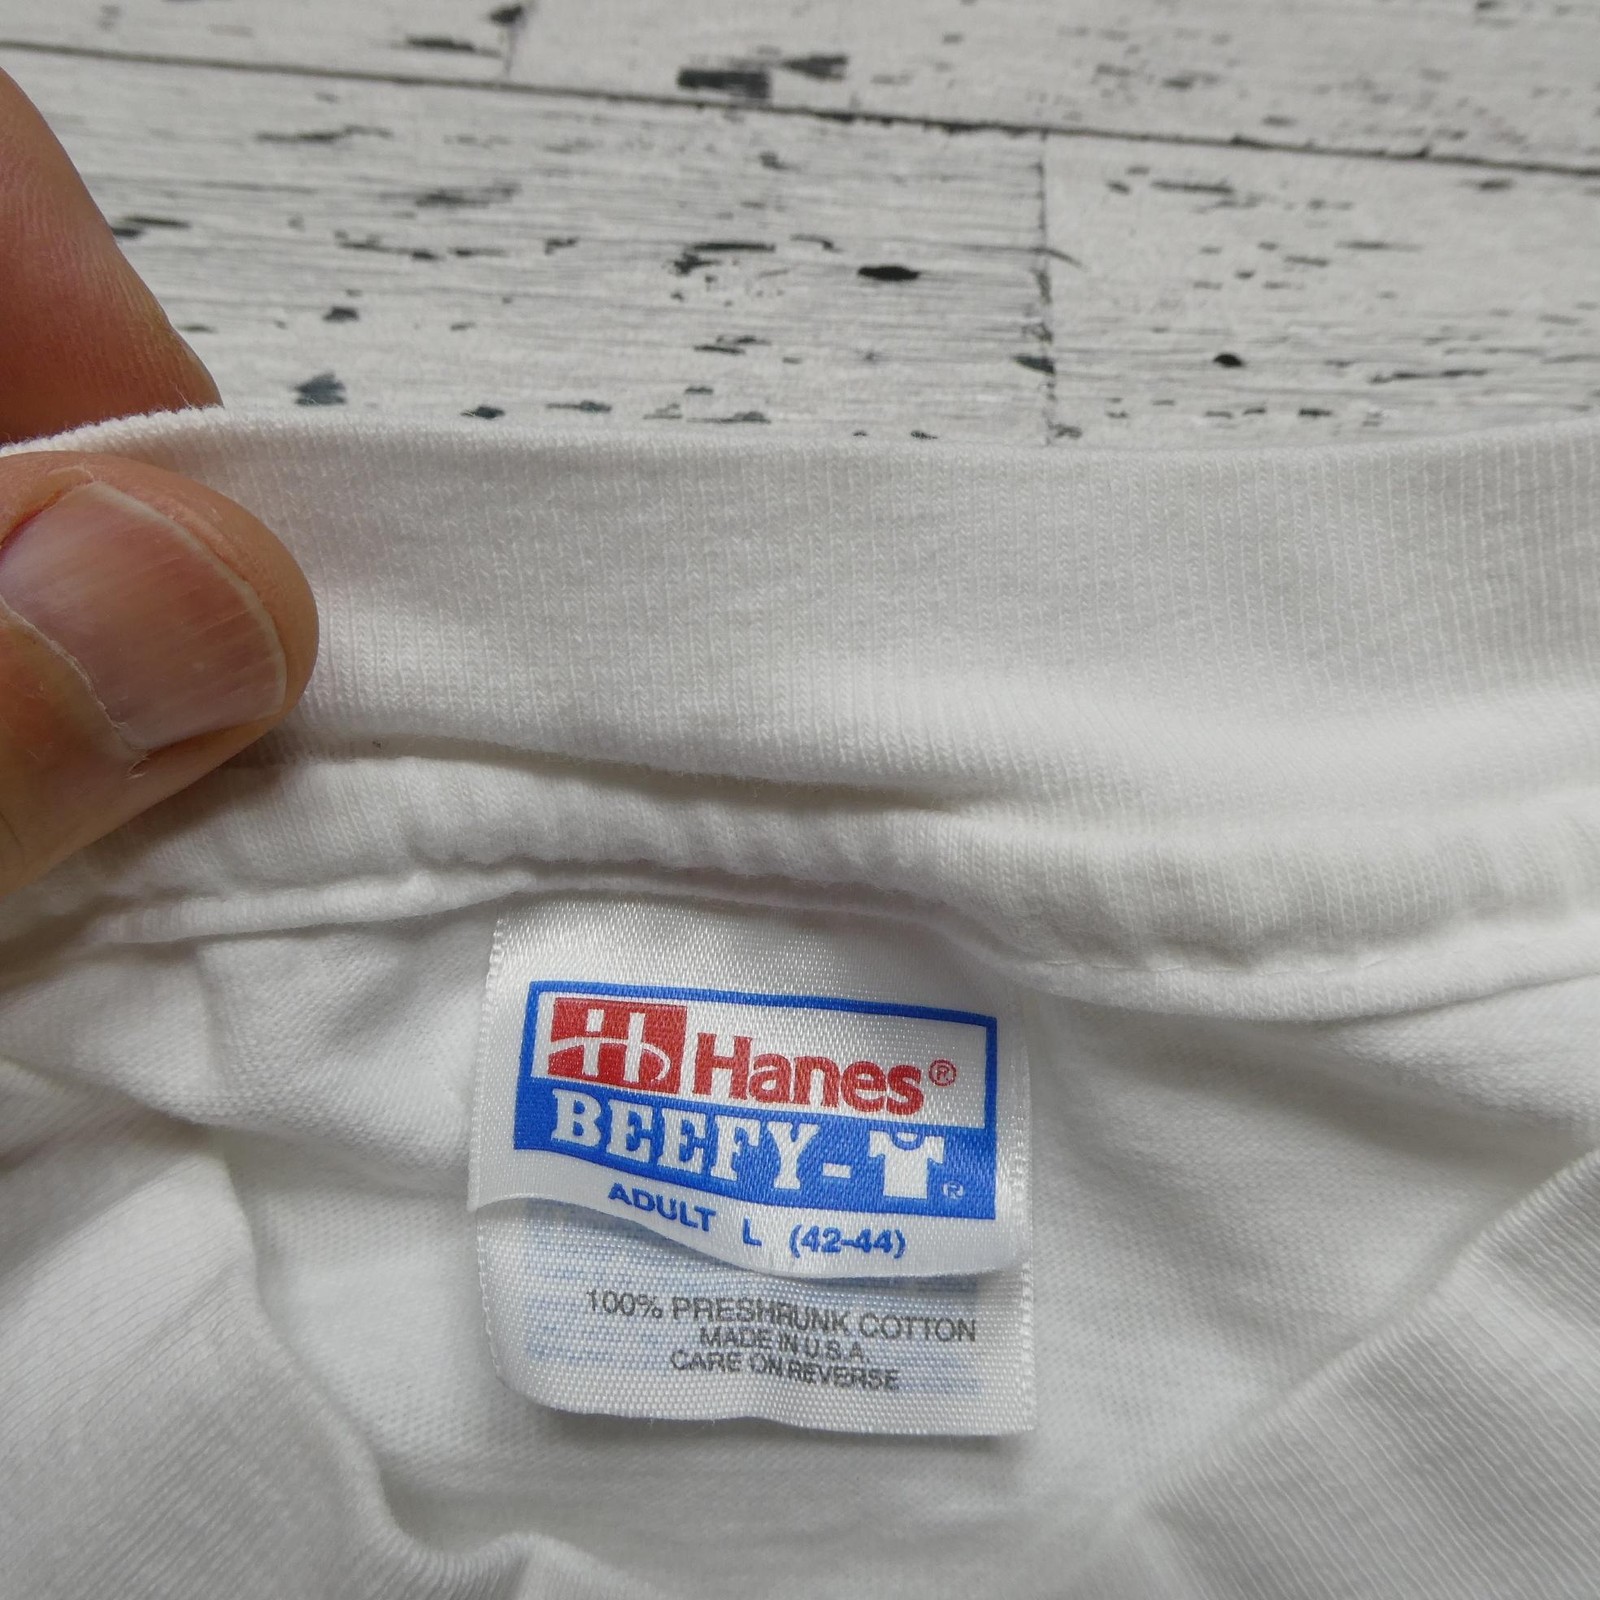 Hanes®
BEEFY-T®
ADULT L (42-44)
100% PRESHRUNK COTTON
MADE IN U.S.A.
CARE ON REVERSE